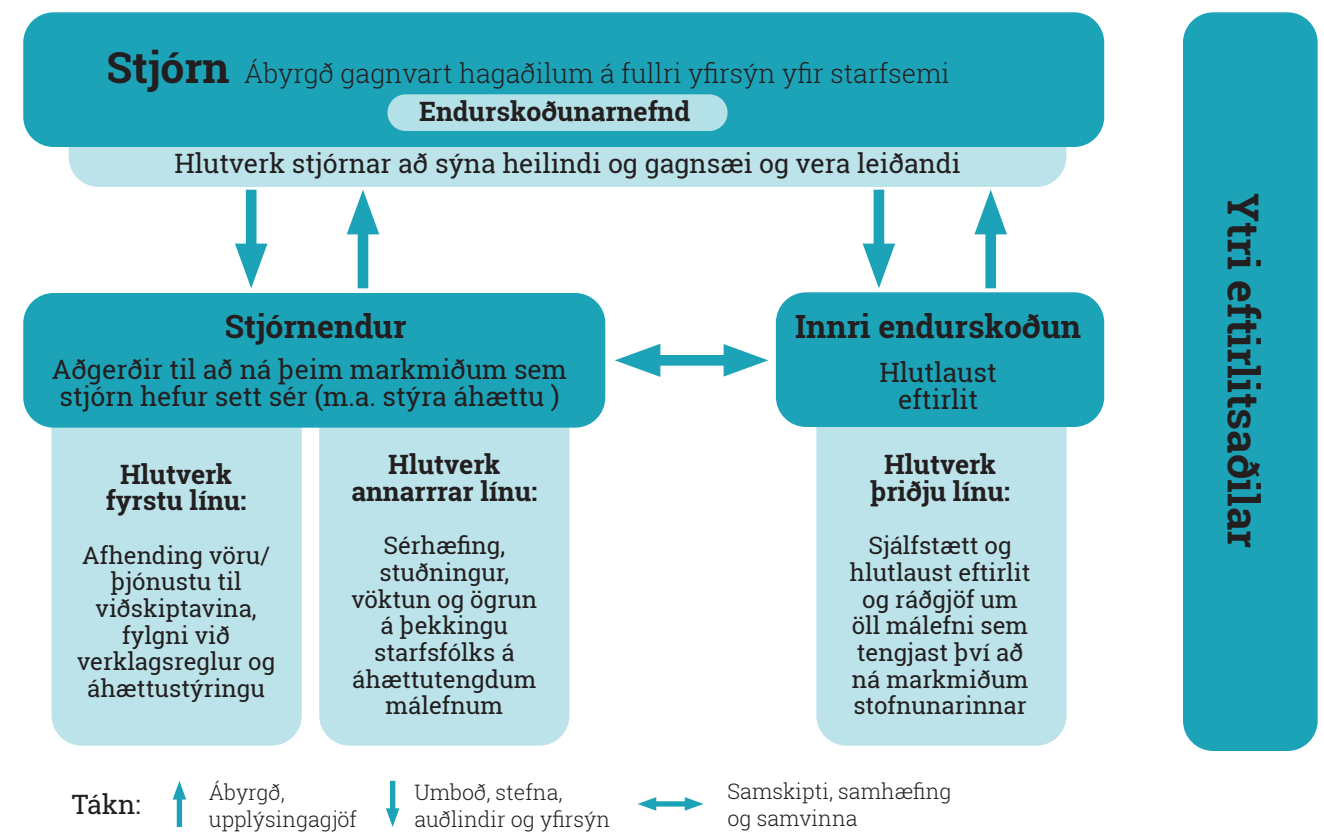 Stjórn Ábyrgð gagnvart hagaðilum á fullri yfirsýn yfir starfsemi
Endurskoðunarnefnd
Hlutverk stjórnar að sýna heilindi og gagnsæi og vera leiðandi
Stjórnendur
Aðgerðir til að ná þeim markmiðum sem
stjórn hefur sett sér (m.a. stýra áhættu )
Innri endurskoðun
Hlutlaust
eftirlit
Hlutverk
fyrstu línu:
Afhending vöru/
þjónustu til
viðskiptavina,
fylgni við
verklagsreglur og
áhættustýringu
Hlutverk
annarrrar línu:
Sérhæfing,
stuðningur,
vöktun og ögrun
á þekkingu
starfsfólks á
áhættutengdum
málefnum
Hlutverk
þriðju línu:
Sjálfstætt og
hlutlaust eftirlit
og ráðgjöf um
öll málefni sem
tengjast því að
ná markmiðum
stofnunarinnar
Ytri eftirlitsaðilar
Tákn:
Ábyrgð,
upplýsingagjöf
Umboð, stefna,
auðlindir og yfirsýn
Samskipti, samhæfing
og samvinna